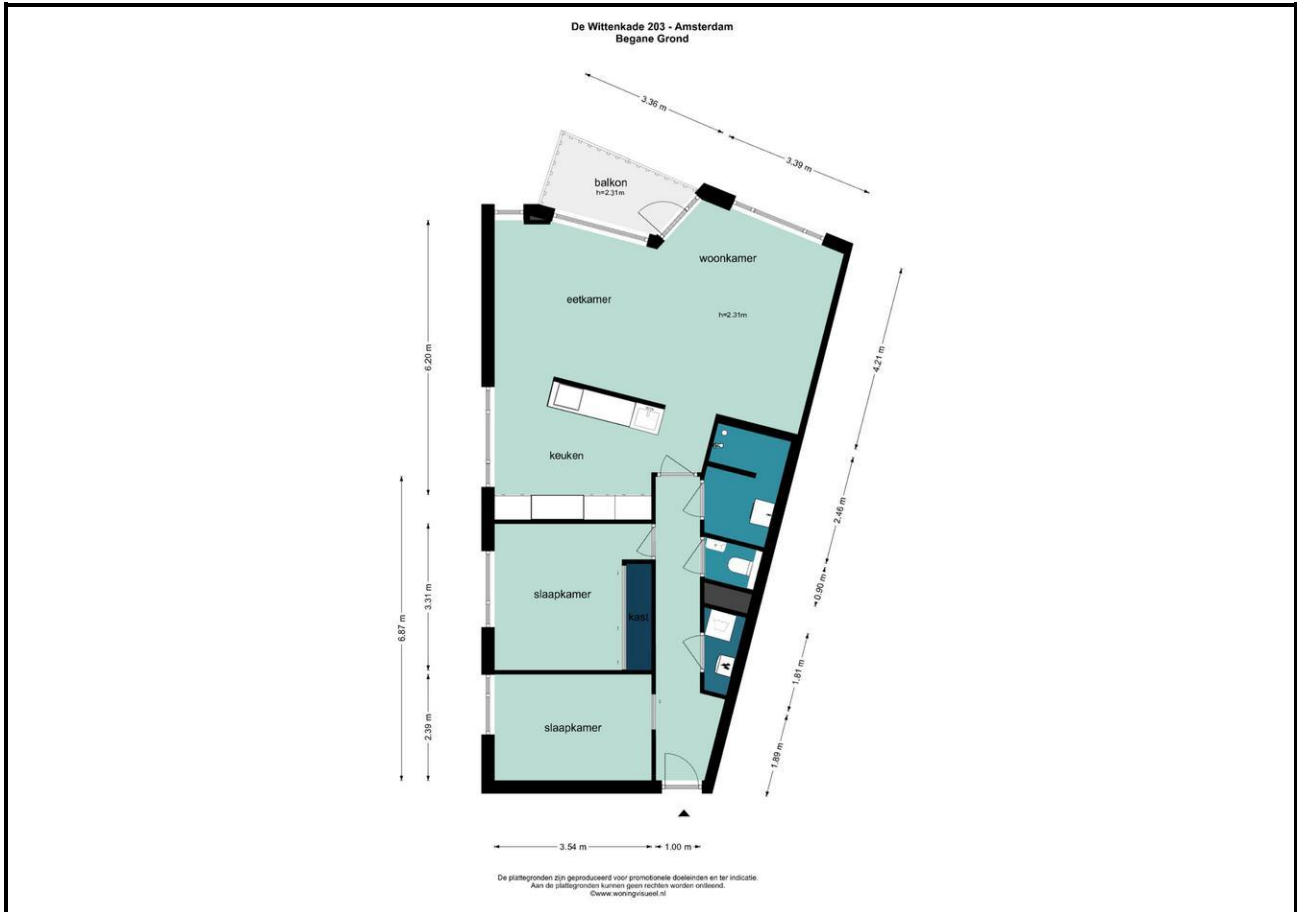 De Wittenkade 203 - Amsterdam
Begane Grond
3.36 m
3.39 m
balkon
h=2.31m
woonkamer
eetkamer
h=2.31m
6.20 m
4.21 m
keuken
2.46 m
slaapkamer
kast
3.31 m
0.90 m
6.87 m
1.81 m
slaapkamer
2.39 m
1.89 m
3.54 m
1.00 m
De plattegronden zijn geproduceerd voor promotionele doeleinden en ter indicatie.
Aan de plattegronden kunnen geen rechten worden ontleend.
©www.woningvisueel.nl